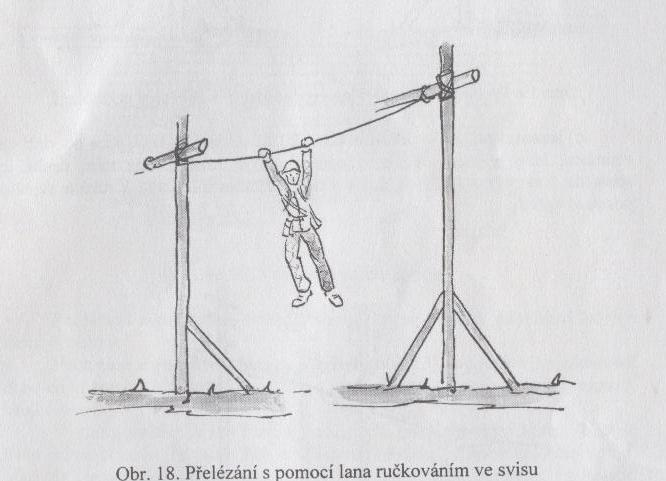 Obr. 18. Přelézání s pomocí lana ručkováním ve svisu